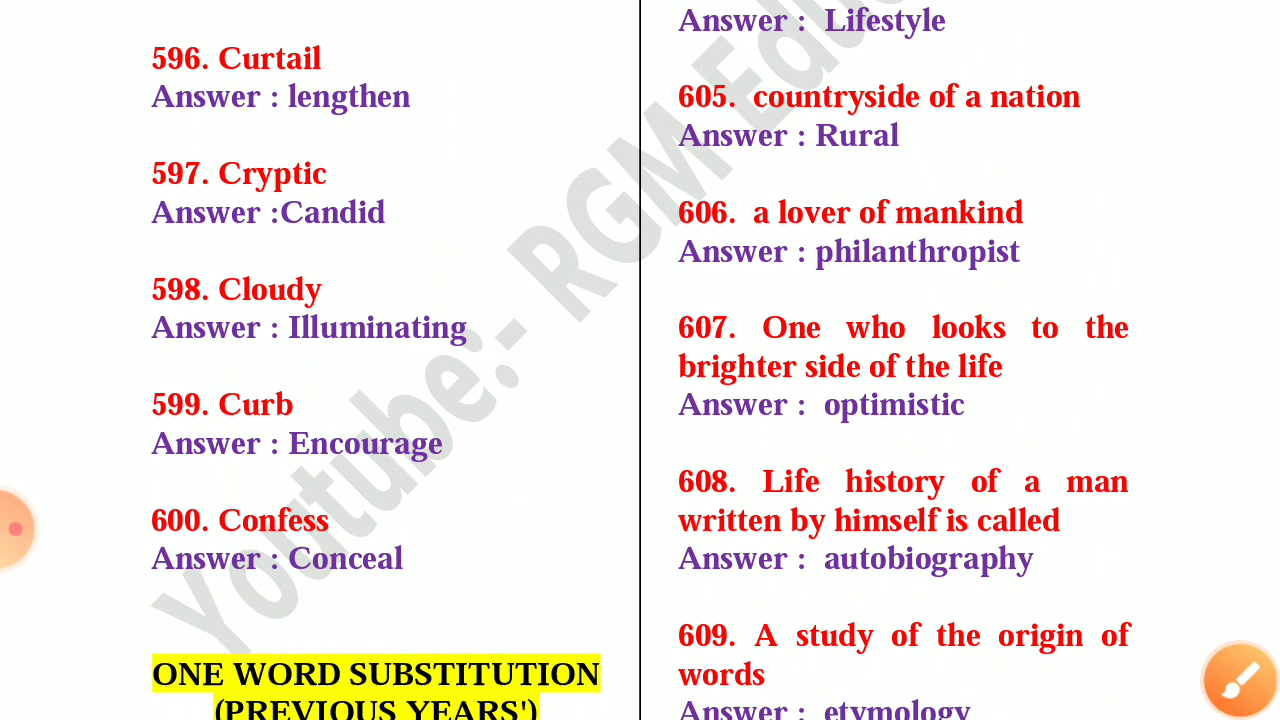 596. Curtail
Answer : lengthen
597. Cryptic
Answer :Candid
598. Cloudy
Answer : Illuminating
599. Curb
Answer : Encourage
600. Confess
Answer : Conceal
ONE WORD SUBSTITUTION
(PREVIOUS YEARS')
Answer : Lifestyle
605. countryside of a nation
Answer : Rural
606. a lover of mankind
Answer : philanthropist
607. One who looks to the
brighter side of the life
Answer : optimistic
608. Life history of a man
written by himself is called
Answer : autobiography
609. A study of the origin of
words
Answer : etymology
Youtube:- RGM Edu